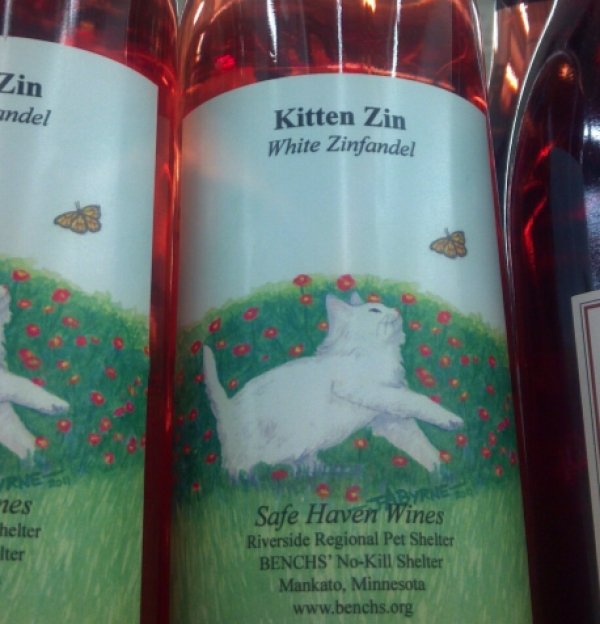 Zin
andel
nes
helter
lter
Kitten Zin
White Zinfandel
Safe Haven Wines
Riverside Regional Pet Shelter
BENCHS' No-Kill Shelter
Mankato, Minnesota
www.benchs.org